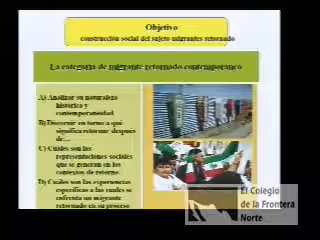 Objetivo
construcción social del sujeto migrantes retornado
La categoría de migrante retornado contemporáneo
A) Analizar su naturaleza
histórica y
contemporaneidad
B) Discernir en torno a qué
significa retornar después
de...
C) Cuáles son las
representaciones sociales
que se generan en los
contextos de retorno
D) Cuáles son las experiencias
específicas a las cuales se
enfrenta un migrante
retornado en su proceso
El Colegio
de la Frontera
Norte